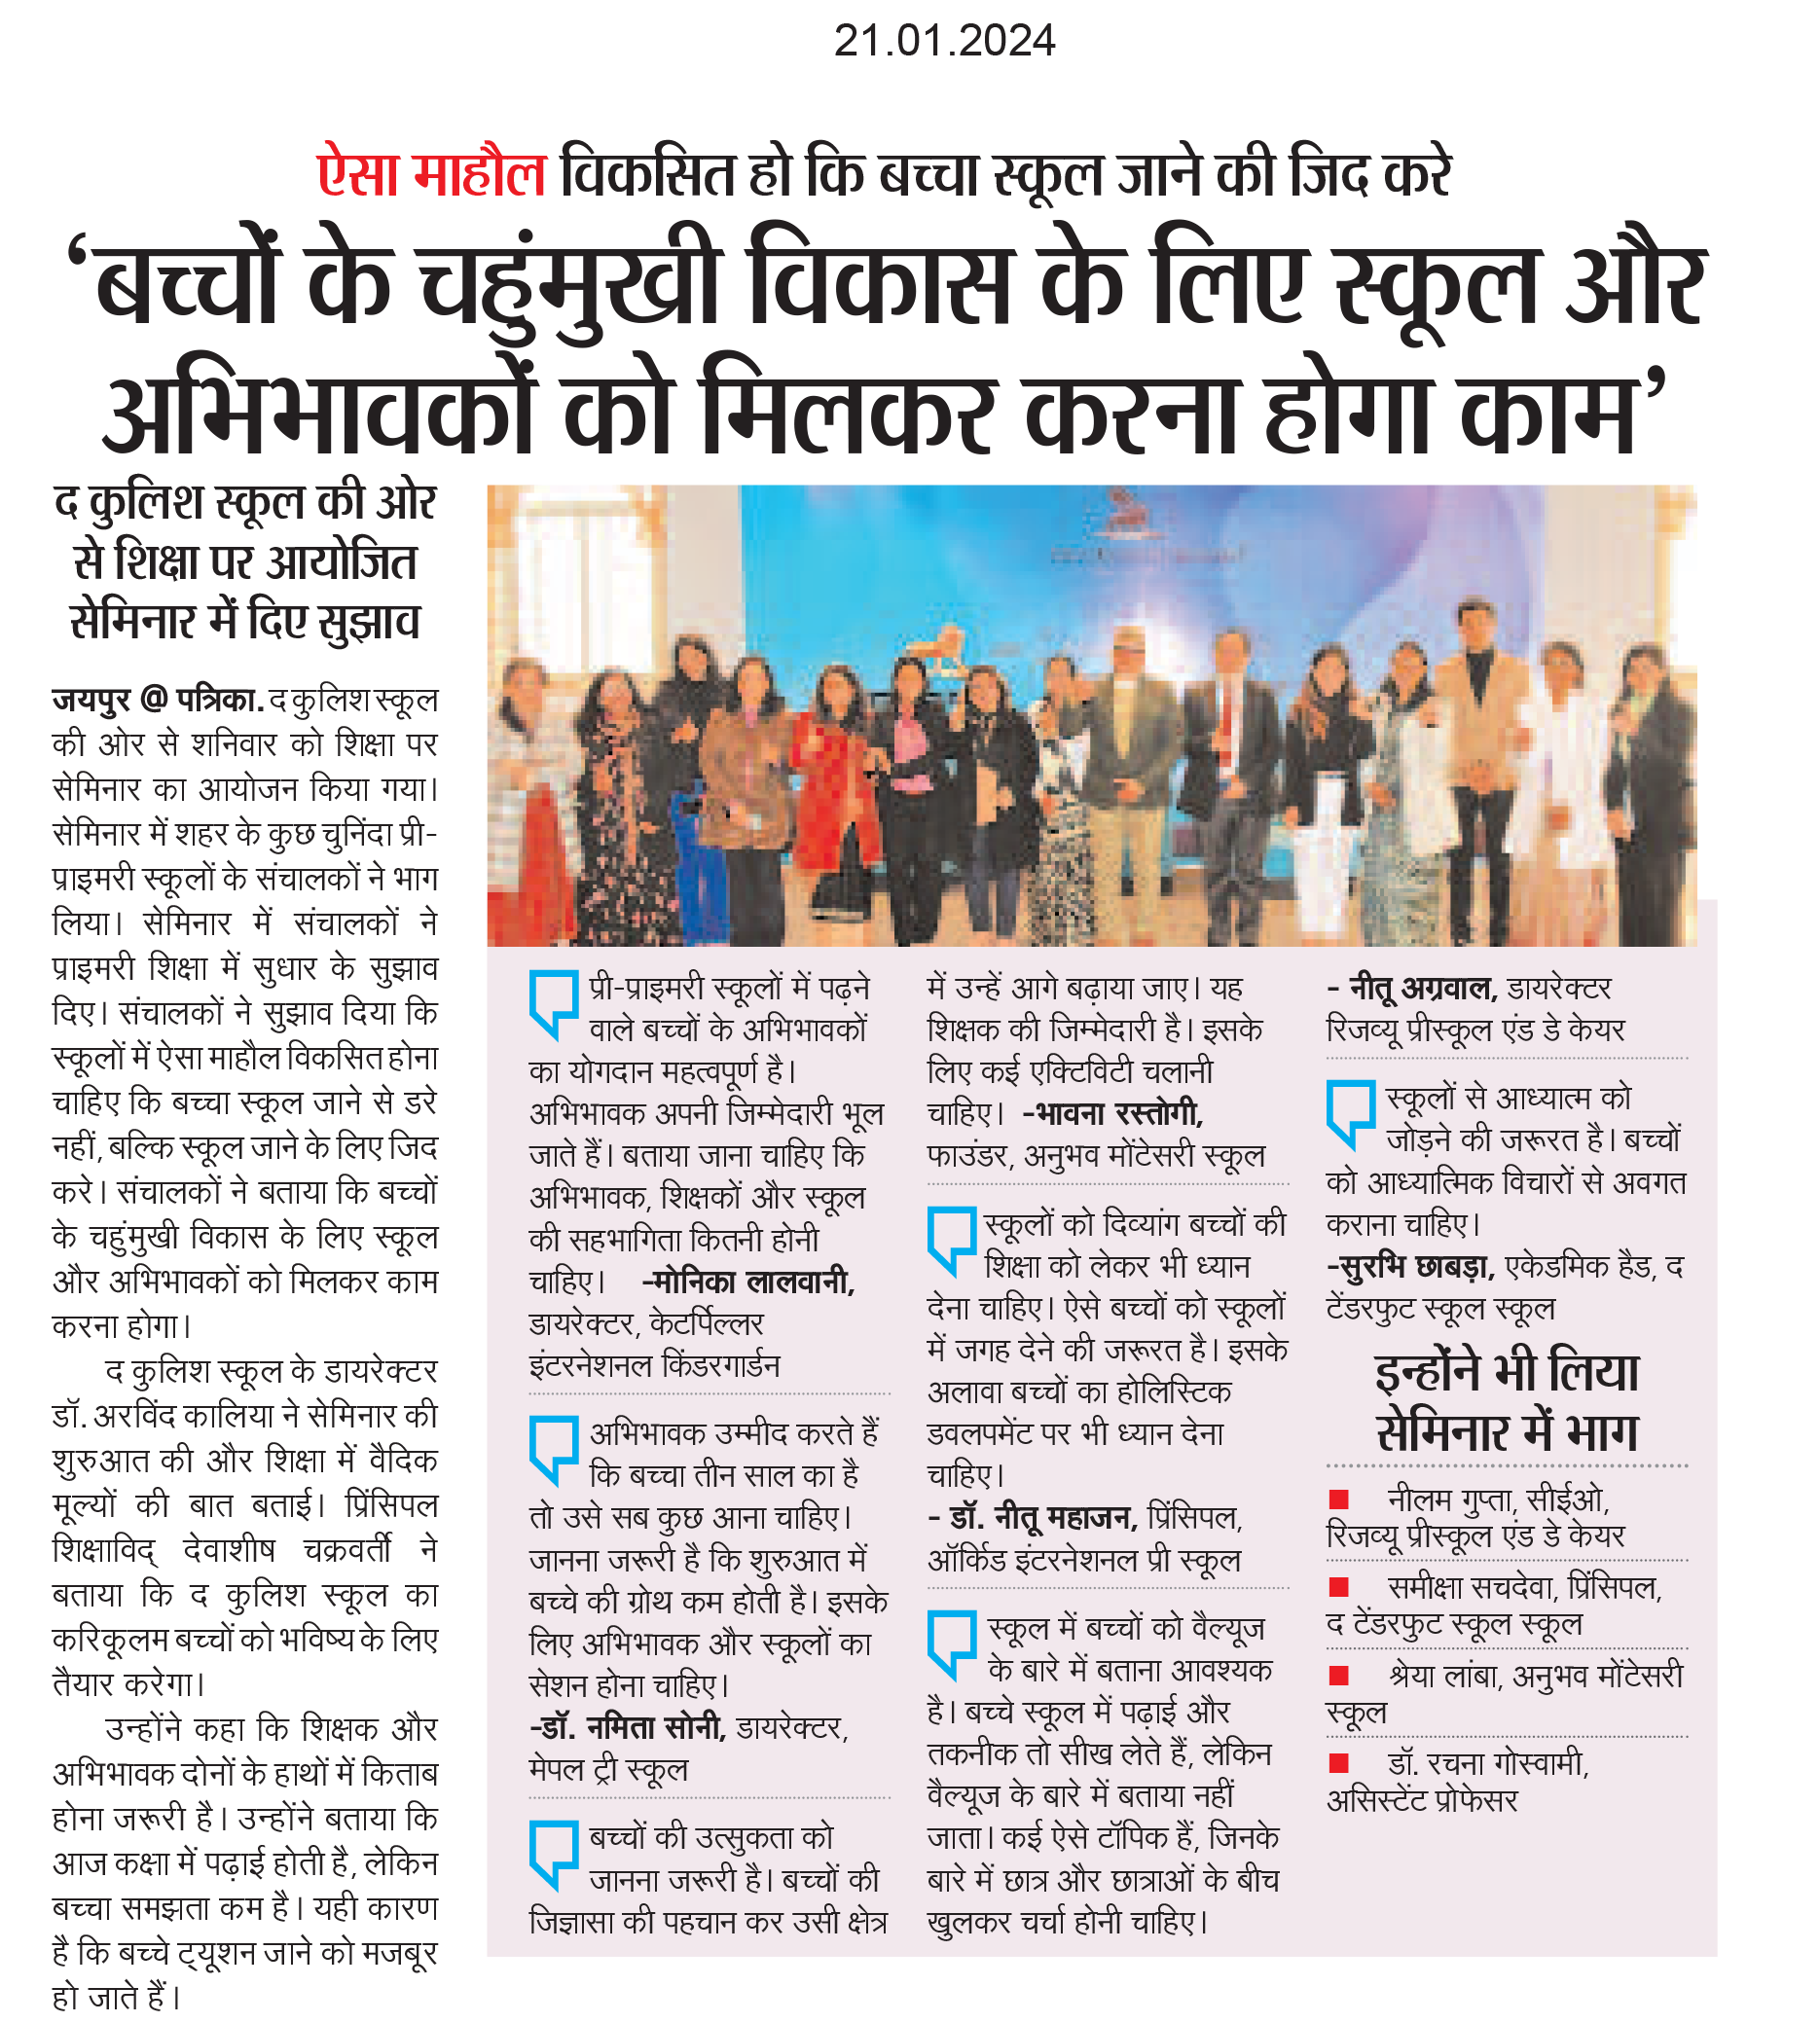 21.01.2024
ऐसा माहौल विकसित हो कि बच्चा स्कूल जाने की जिद करे
‘बच्चों के चहुंमुखी विकास के लिए स्कूल और
अभिभावकों को मिलकर करना होगा काम’
द कुलिश स्कूल की ओर
से शिक्षा पर आयोजित
सेमिनार में दिए सुझाव
जयपुर @ पत्रिका. द कुलिश स्कूल
की ओर से शनिवार को शिक्षा पर
सेमिनार का आयोजन किया गया।
सेमिनार में शहर के कुछ चुनिंदा प्री-
प्राइमरी स्कूलों के संचालकों ने भाग
लिया। सेमिनार में संचालकों ने
प्राइमरी शिक्षा में सुधार के सुझाव
दिए। संचालकों ने सुझाव दिया कि
स्कूलों में ऐसा माहौल विकसित होना
चाहिए कि बच्चा स्कूल जाने से डरे
नहीं, बल्कि स्कूल जाने के लिए जिद
करे। संचालकों ने बताया कि बच्चों
के चहुंमुखी विकास के लिए स्कूल
और अभिभावकों को मिलकर काम
करना होगा।
द कुलिश स्कूल के डायरेक्टर
डॉ. अरविंद कालिया ने सेमिनार की
शुरुआत की और शिक्षा में वैदिक
मूल्यों की बात बताई। प्रिंसिपल
शिक्षाविद् देवाशीष चक्रवर्ती ने
बताया कि द कुलिश स्कूल का
करिकूलम बच्चों को भविष्य के लिए
तैयार करेगा।
उन्होंने कहा कि शिक्षक और
अभिभावक दोनों के हाथों में किताब
होना जरूरी है। उन्होंने बताया कि
आज कक्षा में पढ़ाई होती है, लेकिन
बच्चा समझता कम है। यही कारण
है कि बच्चे ट्यूशन जाने को मजबूर
हो जाते हैं।
प्री-प्राइमरी स्कूलों में पढ़ने
वाले बच्चों के अभिभावकों
का योगदान महत्वपूर्ण है।
अभिभावक अपनी जिम्मेदारी भूल
जाते हैं। बताया जाना चाहिए कि
अभिभावक, शिक्षकों और स्कूल
की सहभागिता कितनी होनी
चाहिए। -मोनिका लालवानी,
डायरेक्टर, केटर्पिल्लर
इंटरनेशनल किंडरगार्डन
अभिभावक उम्मीद करते हैं
कि बच्चा तीन साल का है
तो उसे सब कुछ आना चाहिए।
जानना जरूरी है कि शुरुआत में
बच्चे की ग्रोथ कम होती है। इसके
लिए अभिभावक और स्कूलों का
सेशन होना चाहिए।
-डॉ. नमिता सोनी, डायरेक्टर,
मेपल ट्री स्कूल
बच्चों की उत्सुकता को
जानना जरूरी है। बच्चों की
जिज्ञासा की पहचान कर उसी क्षेत्र
में उन्हें आगे बढ़ाया जाए। यह
शिक्षक की जिम्मेदारी है। इसके
लिए कई एक्टिविटी चलानी
चाहिए। -भावना रस्तोगी,
फाउंडर, अनुभव मोंटेसरी स्कूल
स्कूलों को दिव्यांग बच्चों की
शिक्षा को लेकर भी ध्यान
देना चाहिए। ऐसे बच्चों को स्कूलों
में जगह देने की जरूरत है। इसके
अलावा बच्चों का होलिस्टिक
डवलपमेंट पर भी ध्यान देना
चाहिए।
- डॉ. नीतू महाजन, प्रिंसिपल,
ऑर्किड इंटरनेशनल प्री स्कूल
स्कूल में बच्चों को वैल्यूज
के बारे में बताना आवश्यक
है। बच्चे स्कूल में पढ़ाई और
तकनीक तो सीख लेते हैं, लेकिन
वैल्यूज के बारे में बताया नहीं
जाता। कई ऐसे टॉपिक हैं, जिनके
बारे में छात्र और छात्राओं के बीच
खुलकर चर्चा होनी चाहिए।
- नीतू अग्रवाल, डायरेक्टर
रिजव्यू प्रीस्कूल एंड डे केयर
स्कूलों से आध्यात्म को
जोड़ने की जरूरत है। बच्चों
को आध्यात्मिक विचारों से अवगत
कराना चाहिए।
-सुरभि छाबड़ा, एकेडमिक हैड, द
टेंडरफुट स्कूल स्कूल
इन्होंने भी लिया
सेमिनार में भाग
नीलम गुप्ता, सीईओ,
रिजव्यू प्रीस्कूल एंड डे केयर
समीक्षा सचदेवा, प्रिंसिपल,
द टेंडरफुट स्कूल स्कूल
श्रेया लांबा, अनुभव मोंटेसरी
स्कूल
डॉ. रचना गोस्वामी,
असिस्टेंट प्रोफेसर